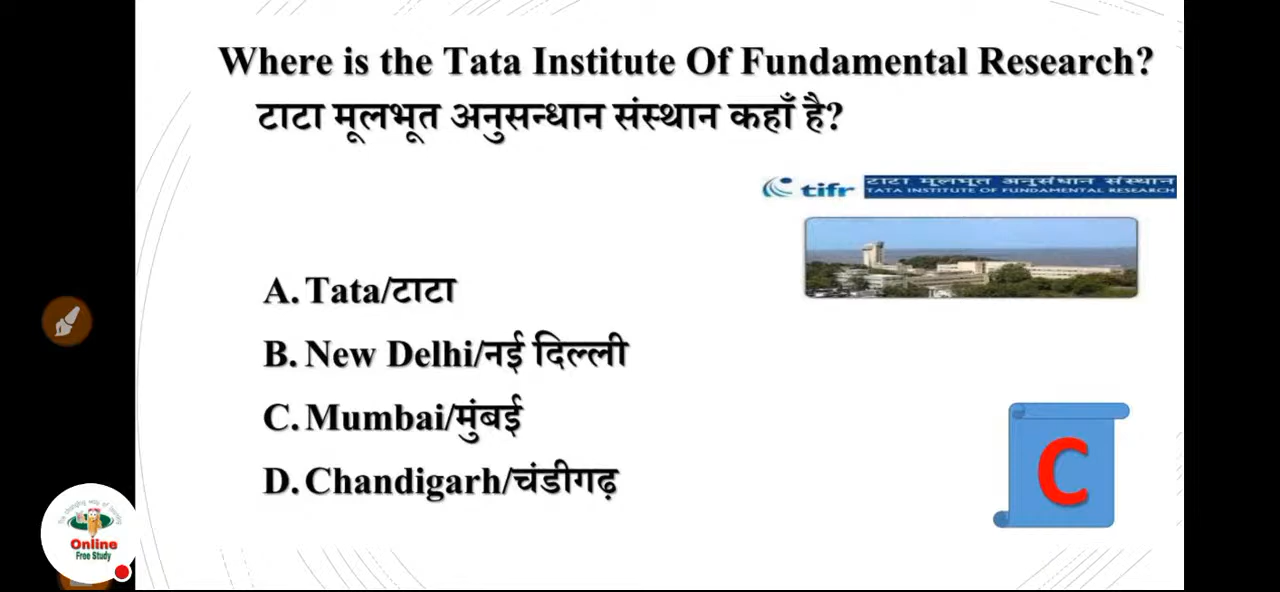 Where is the Tata Institute Of Fundamental Research?
टाटा मूलभूत अनुसन्धान संस्थान कहाँ है?
tifr टाटा मूलभूत अनुसंधान संस्थान
TATA INSTITUTE OF FUNDAMENTAL RESEARCH
A. Tata/टाटा
B. New Delhi/नई दिल्ली
C. Mumbai/मुंबई
D. Chandigarh/चंडीगढ़
C
Online
Free Study